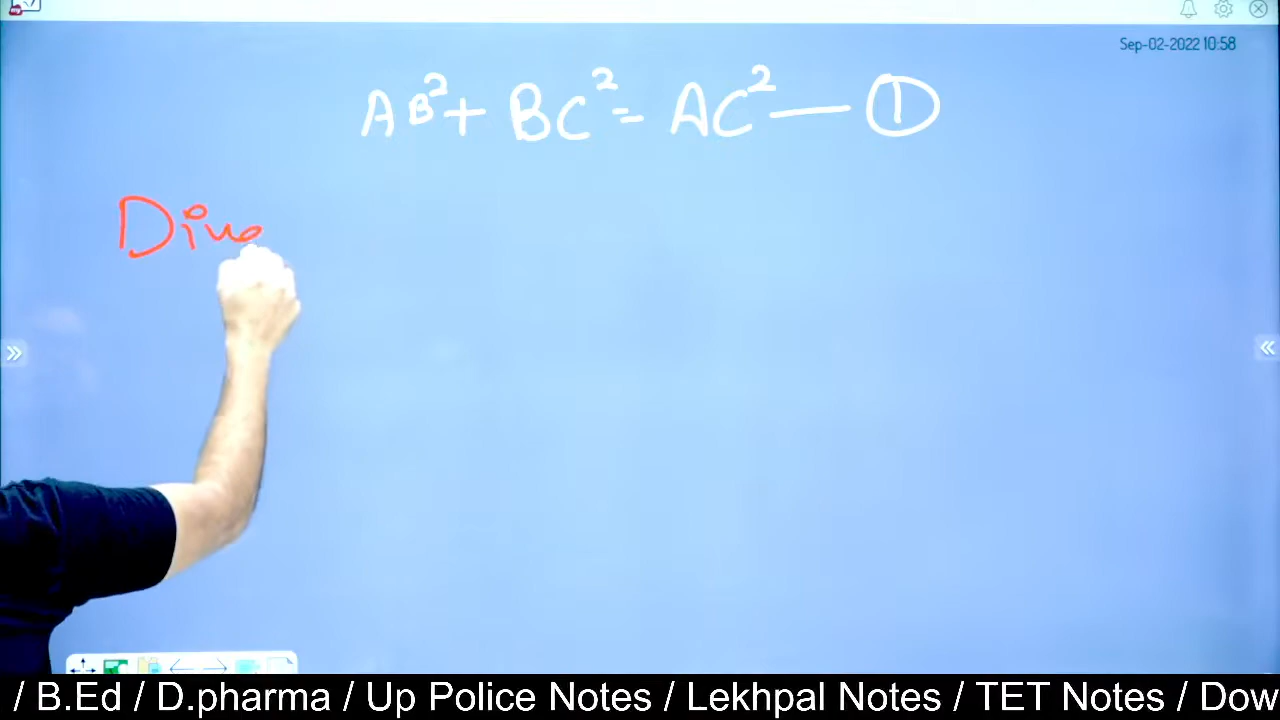 Sep-02-2022 10:58
AB²+ BC²= AC² — ①
Div
/ B.Ed / D.pharma / Up Police Notes / Lekhpal Notes / TET Notes / Dow